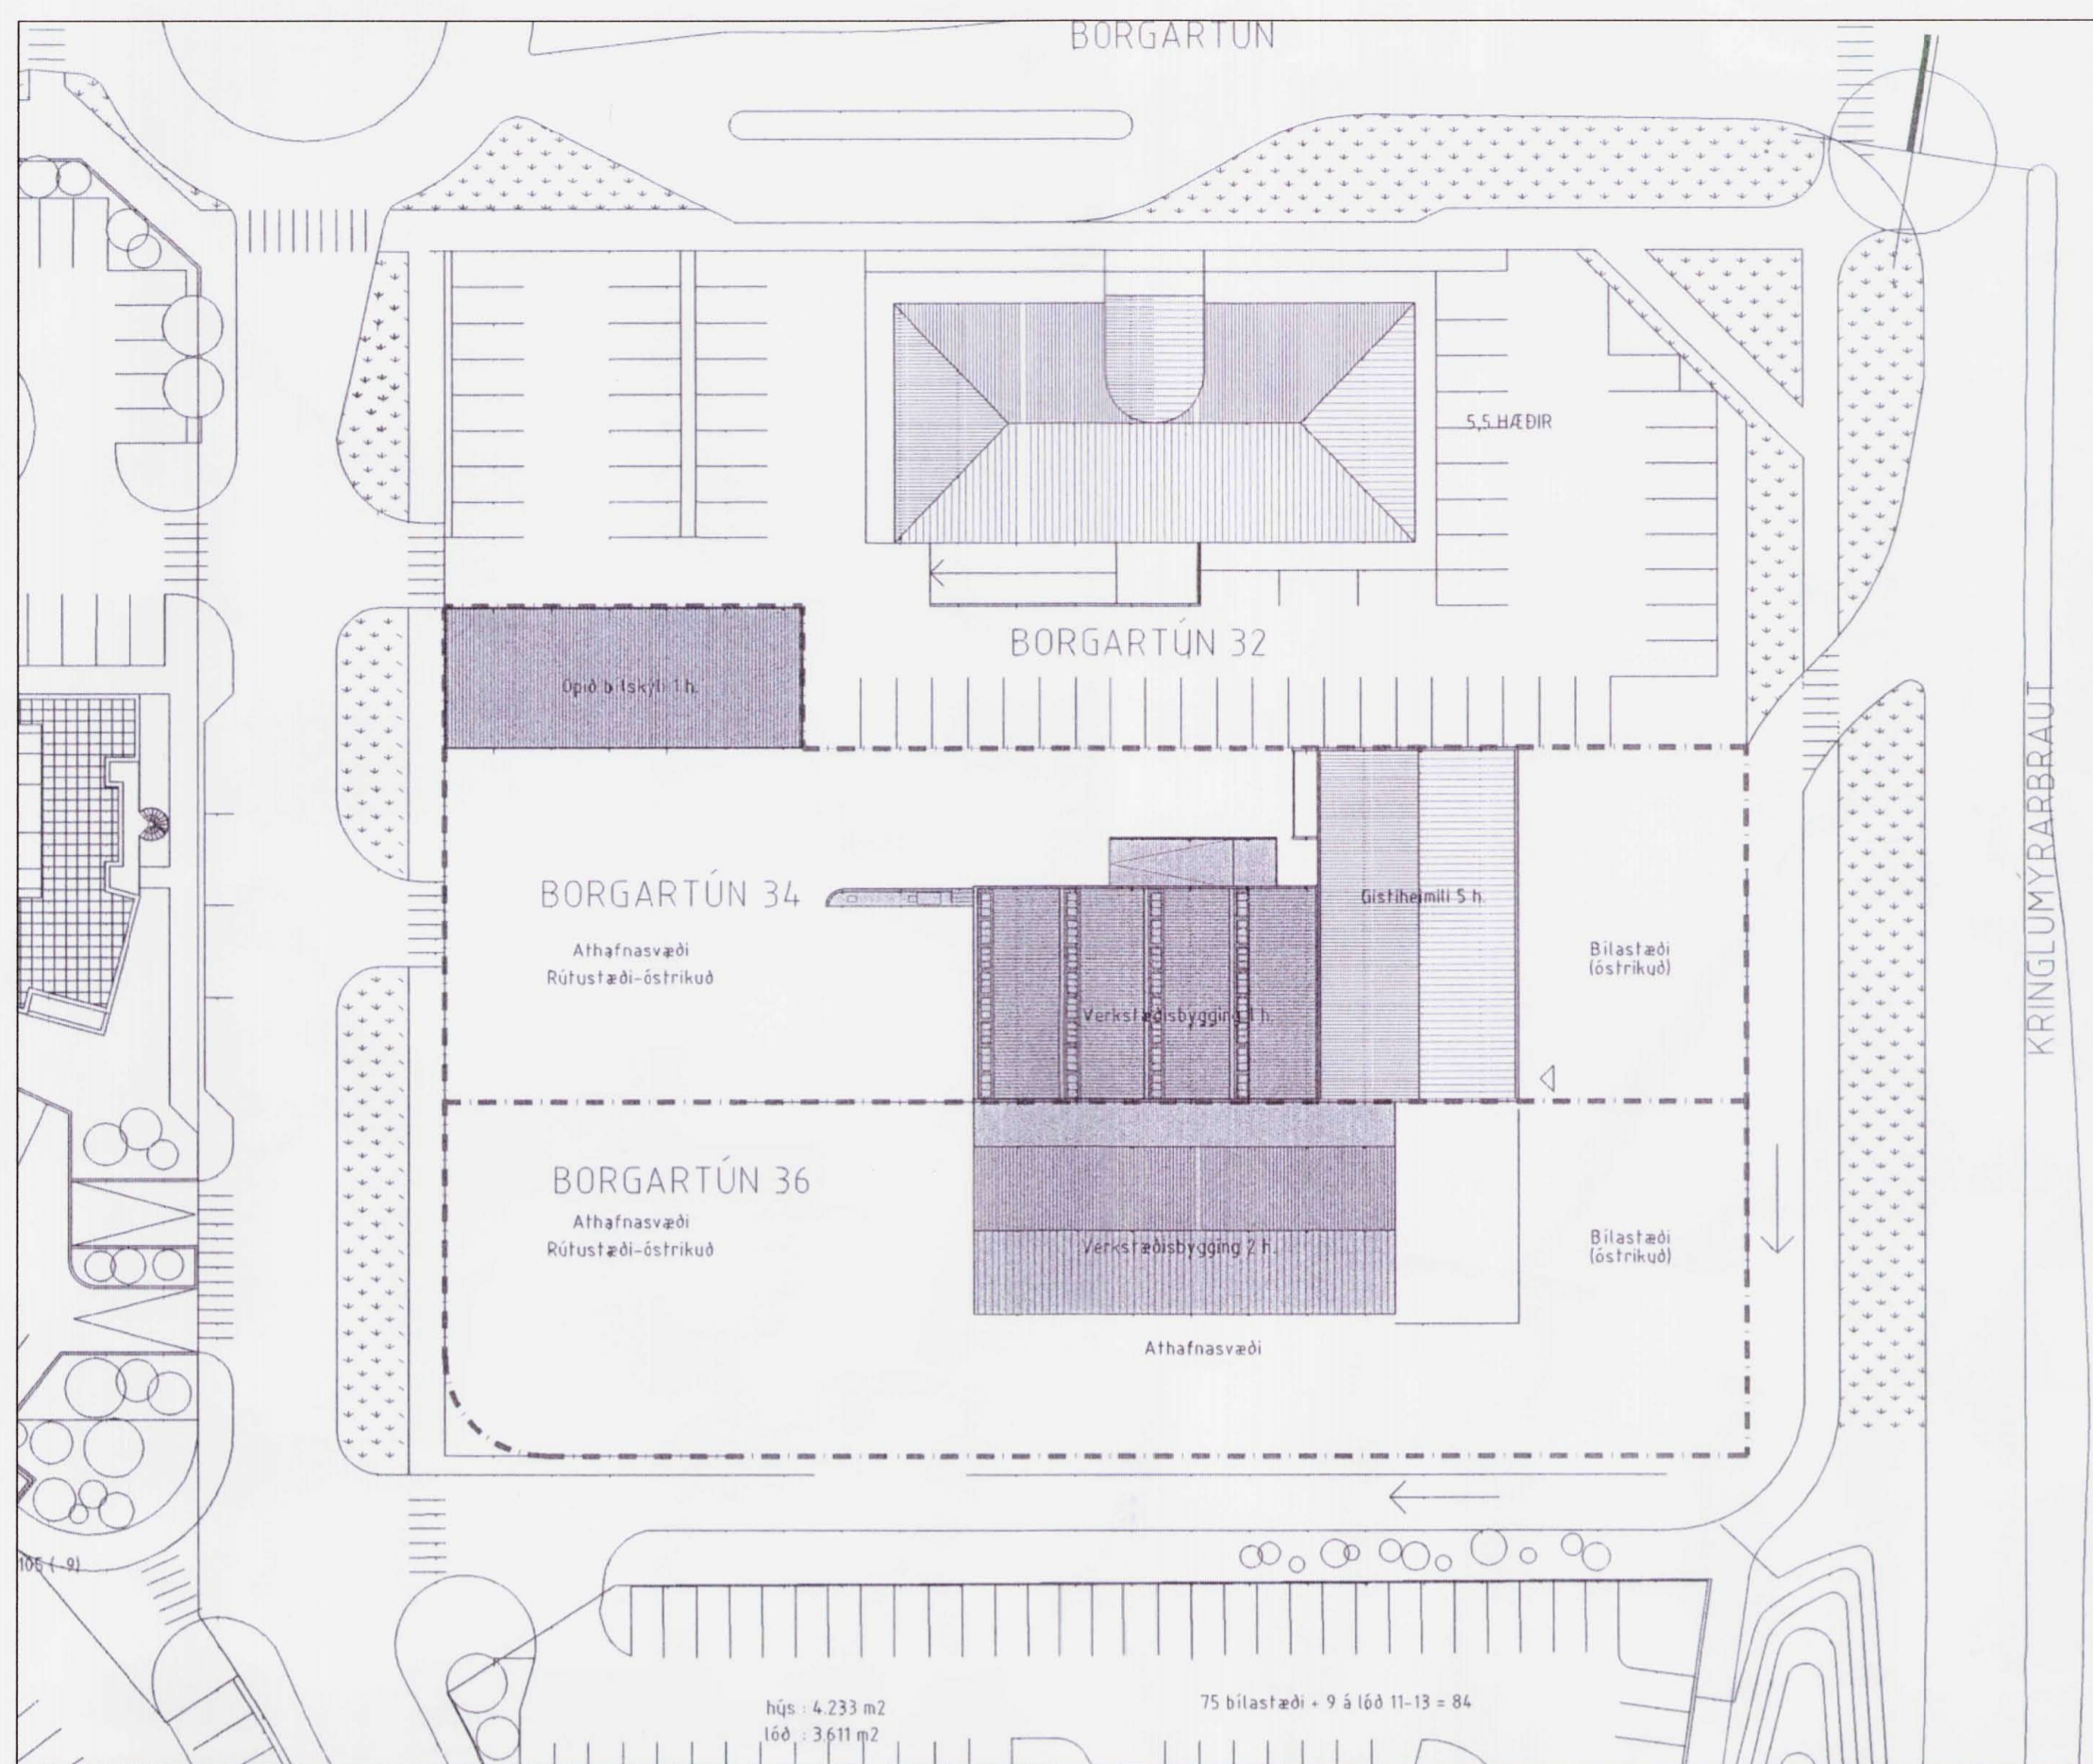 BORGARTÚN
5,5 HÆÐIR
BORGARTÚN 32
Opið bílskýli 1 h.
KRINGLUMÝRARBRAUT
BORGARTÚN 34
Athafnasvæði
Rútustæði-óstrikuð
Gistiheimili 5 h.
Bílastæði
(óstrikuð)
Verkstæðisbygging 1 h.
BORGARTÚN 36
Athafnasvæði
Rútustæði-óstrikuð
Verkstæðisbygging 2 h.
Bílastæði
(óstrikuð)
Athafnasvæði
105 (-9)
hús : 4.233 m2
lóð : 3.611 m2
75 bílastæði + 9 á lóð 11-13 = 84